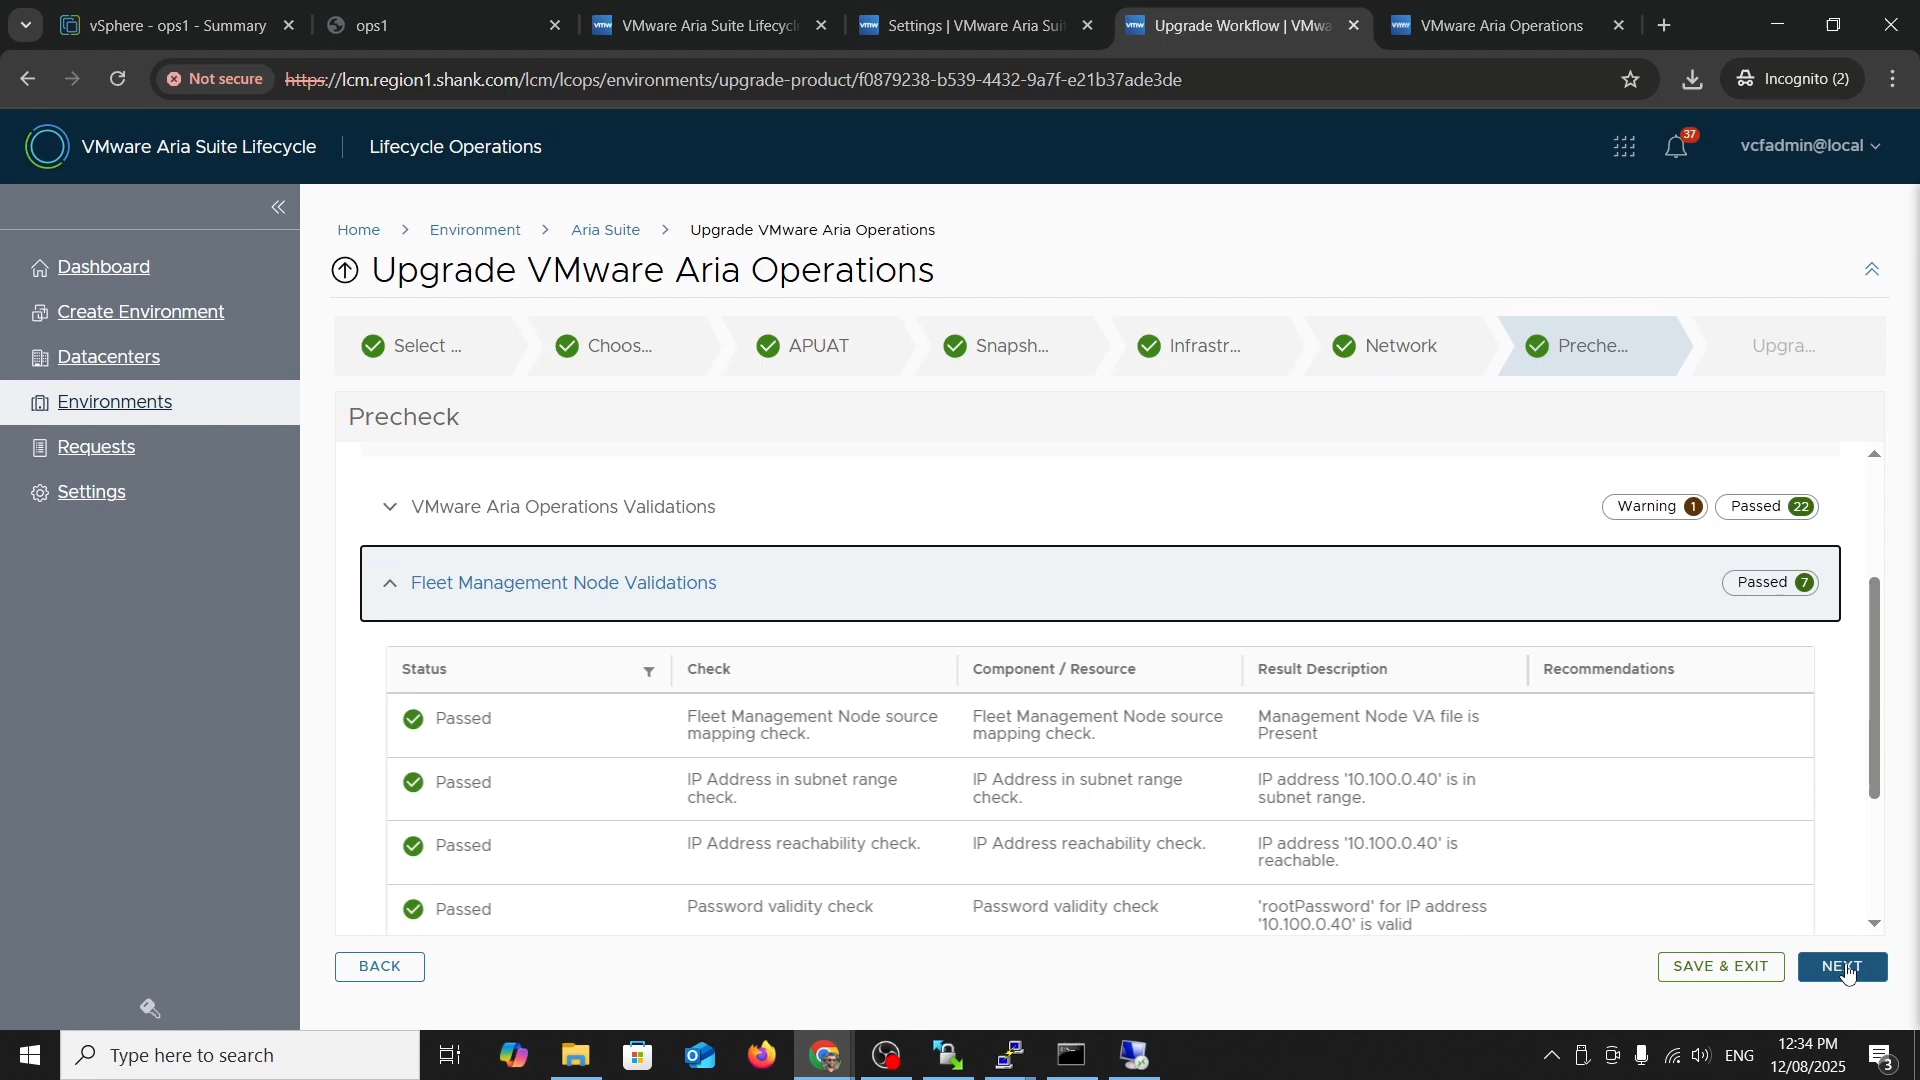 vSphere - ops1 - Summary
ops1
VMware Aria Suite Lifecycle
Settings | VMware Aria Suit
Upgrade Workflow | VMwa
VMware Aria Operations
Not secure
https://lcm.region1.shank.com/lcm/lcops/environments/upgrade-product/f0879238-b539-4432-9a7f-e21b37ade3de
Incognito (2)
VMware Aria Suite Lifecycle
Lifecycle Operations
37
vcfadmin@local
Dashboard
Create Environment
Datacenters
Environments
Requests
Settings
Home > Environment > Aria Suite > Upgrade VMware Aria Operations
Upgrade VMware Aria Operations
Select ...
Choos...
APUAT
Snapsh...
Infrastr...
Network
Preche...
Upgra...
Precheck
VMware Aria Operations Validations
Warning 1
Passed 22
Fleet Management Node Validations
Passed 7
Status
Check
Component / Resource
Result Description
Recommendations
Passed
Fleet Management Node source
mapping check.
Fleet Management Node source
mapping check.
Management Node VA file is
Present
Passed
IP Address in subnet range
check.
IP Address in subnet range
check.
IP address '10.100.0.40' is in
subnet range.
Passed
IP Address reachability check.
IP Address reachability check.
IP address '10.100.0.40' is
reachable.
Passed
Password validity check
Password validity check
'rootPassword' for IP address
'10.100.0.40' is valid
BACK
SAVE & EXIT
NEXT
Type here to search
ENG
12:34 PM
12/08/2025
3